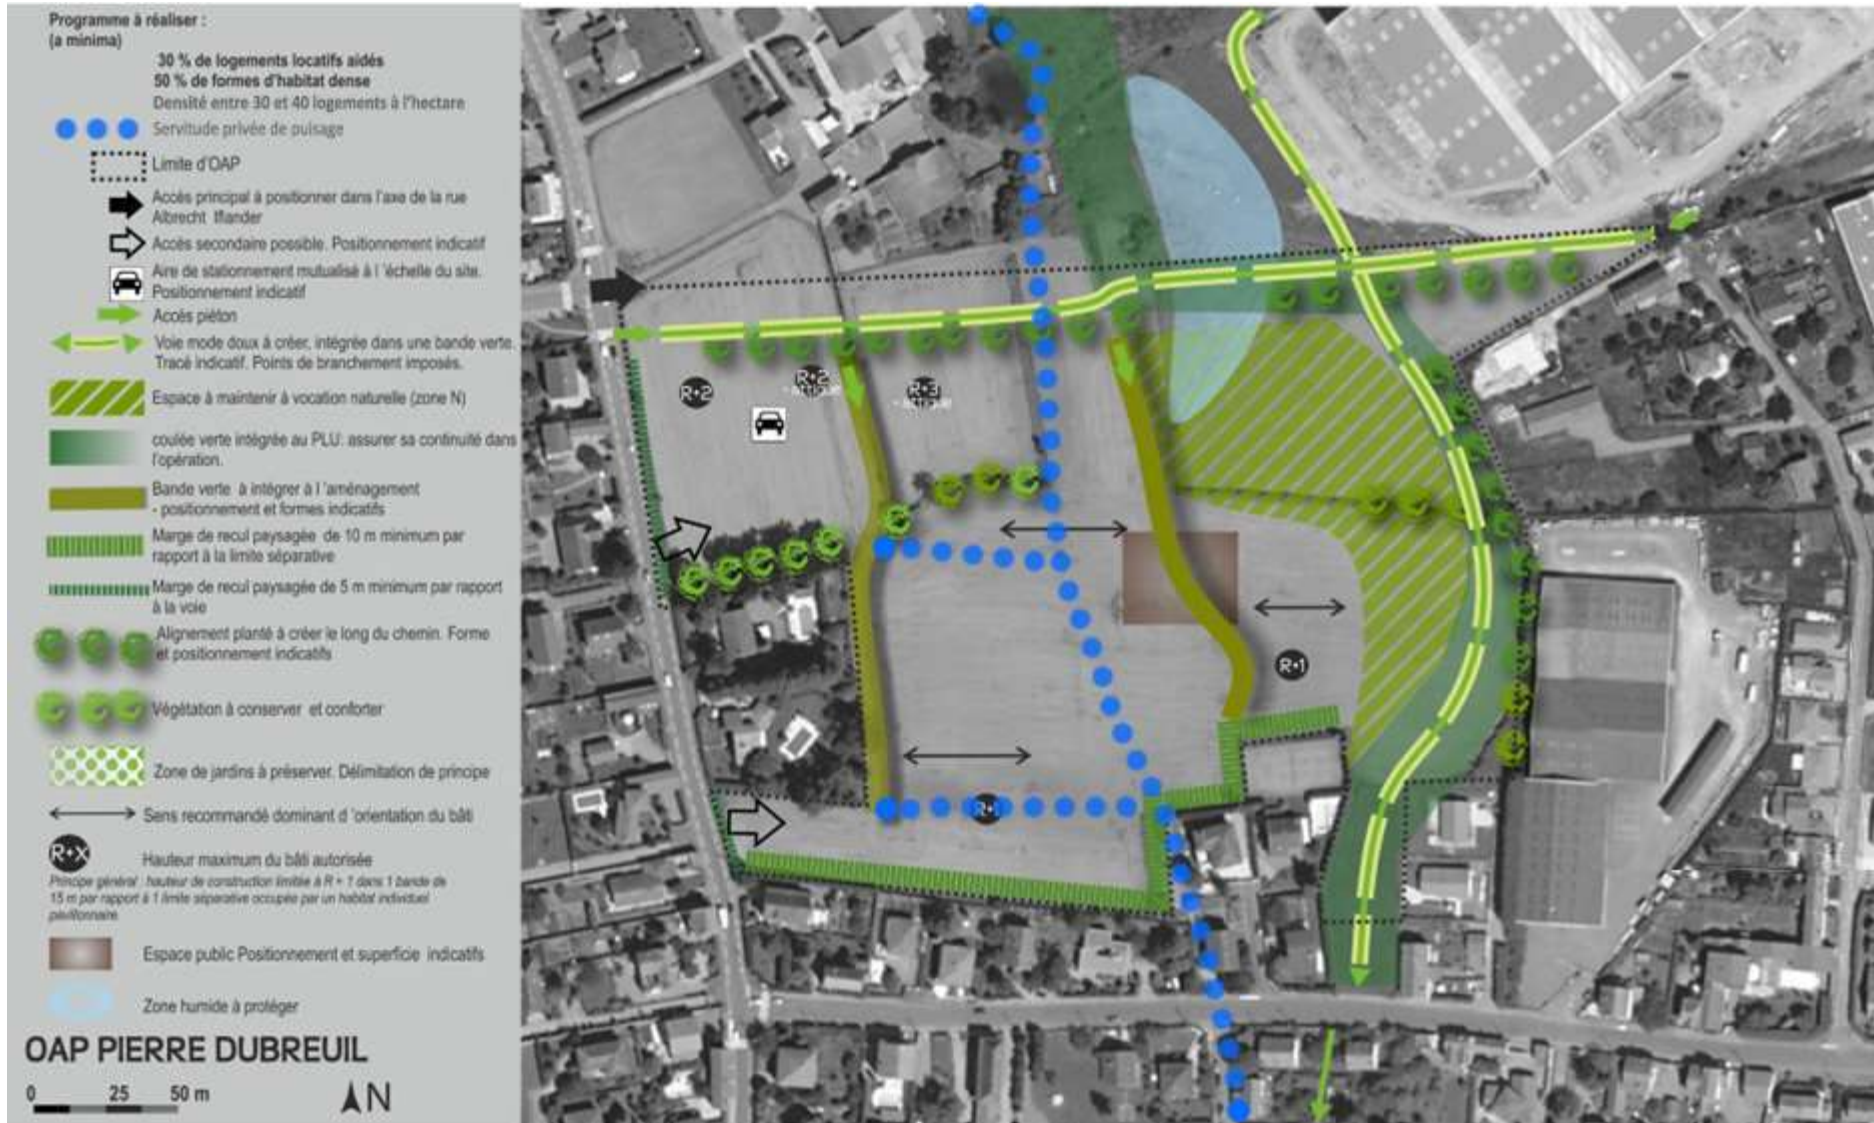 Programme à réaliser :
(a minima)
30 % de logements locatifs aidés
50 % de formes d'habitat dense
Densité entre 30 et 40 logements à l'hectare
Servitude privée de puisage
Limite d'OAP
Accès principal à positionner dans l'axe de la rue
Albrecht Iflander
Accès secondaire possible. Positionnement indicatif
Aire de stationnement mutualisé à l 'échelle du site.
Positionnement indicatif
Accès piéton
Voie mode doux à créer, intégrée dans une bande verte.
Tracé indicatif. Points de branchement imposés.
Espace à maintenir à vocation naturelle (zone N)
coulée verte intégrée au PLU: assurer sa continuité dans
l'opération.
Bande verte à intégrer à l 'aménagement
- positionnement et formes indicatifs
Marge de recul paysagée de 10 m minimum par
rapport à la limite séparative
Marge de recul paysagée de 5 m minimum par rapport
à la voie
Alignement planté à créer le long du chemin. Forme
et positionnement indicatifs
Végétation à conserver et conforter
Zone de jardins à préserver. Délimitation de principe
Sens recommandé dominant d 'orientation du bâti
R+X
Hauteur maximum du bâti autorisée
Principe général : hauteur de construction limitée à R + 1 dans 1 bande de
15 m par rapport à 1 limite séparative occupée par un habitat individuel
pavillonnaire
Espace public Positionnement et superficie indicatifs
Zone humide à protéger
OAP PIERRE DUBREUIL
0 25 50 m
N
R+2
R+2
R+3
R+1
R+1